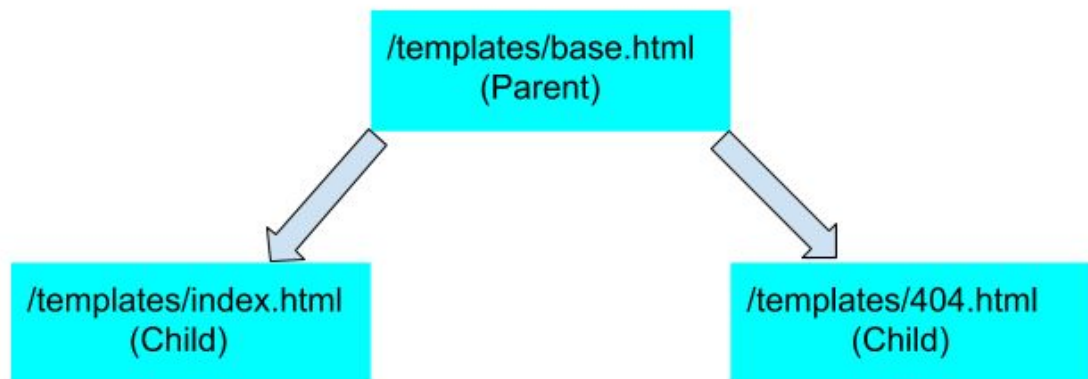 /templates/base.html
(Parent)
/templates/index.html
(Child)
/templates/404.html
(Child)